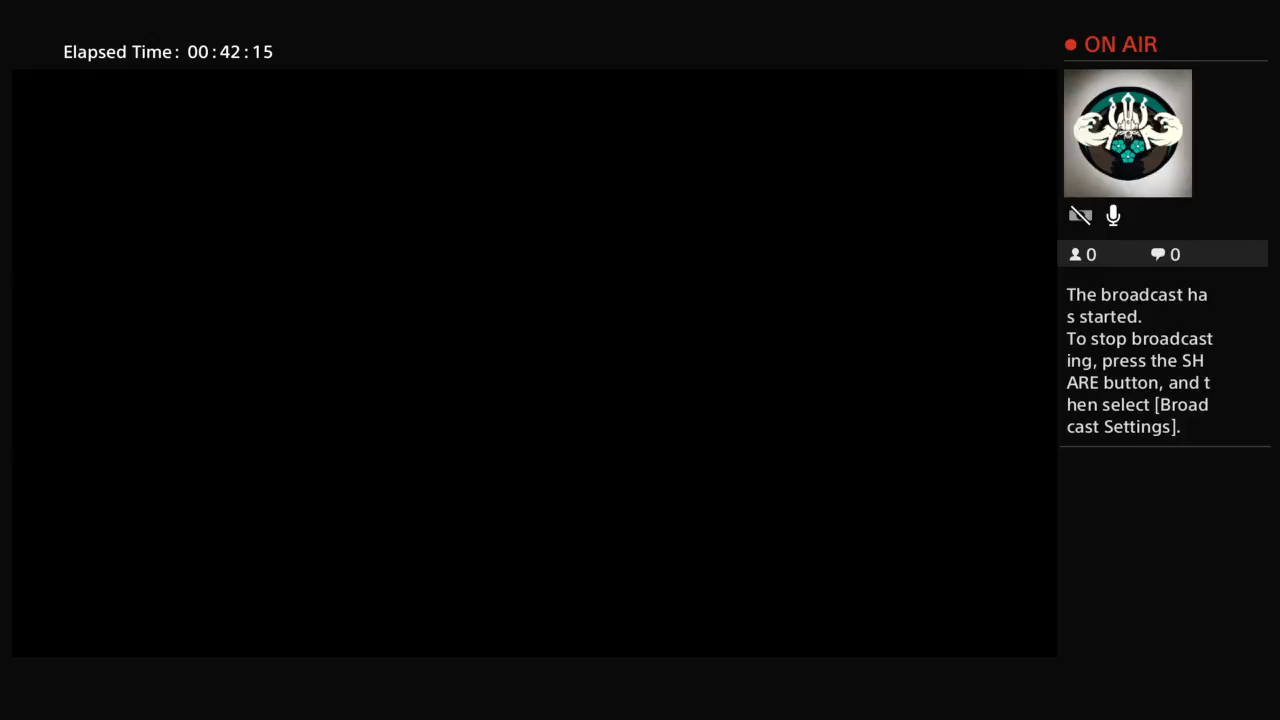 Elapsed Time: 00:42:15
ON AIR
0 0
The broadcast ha
s started.
To stop broadcast
ing, press the SH
ARE button, and t
hen select [Broad
cast Settings].